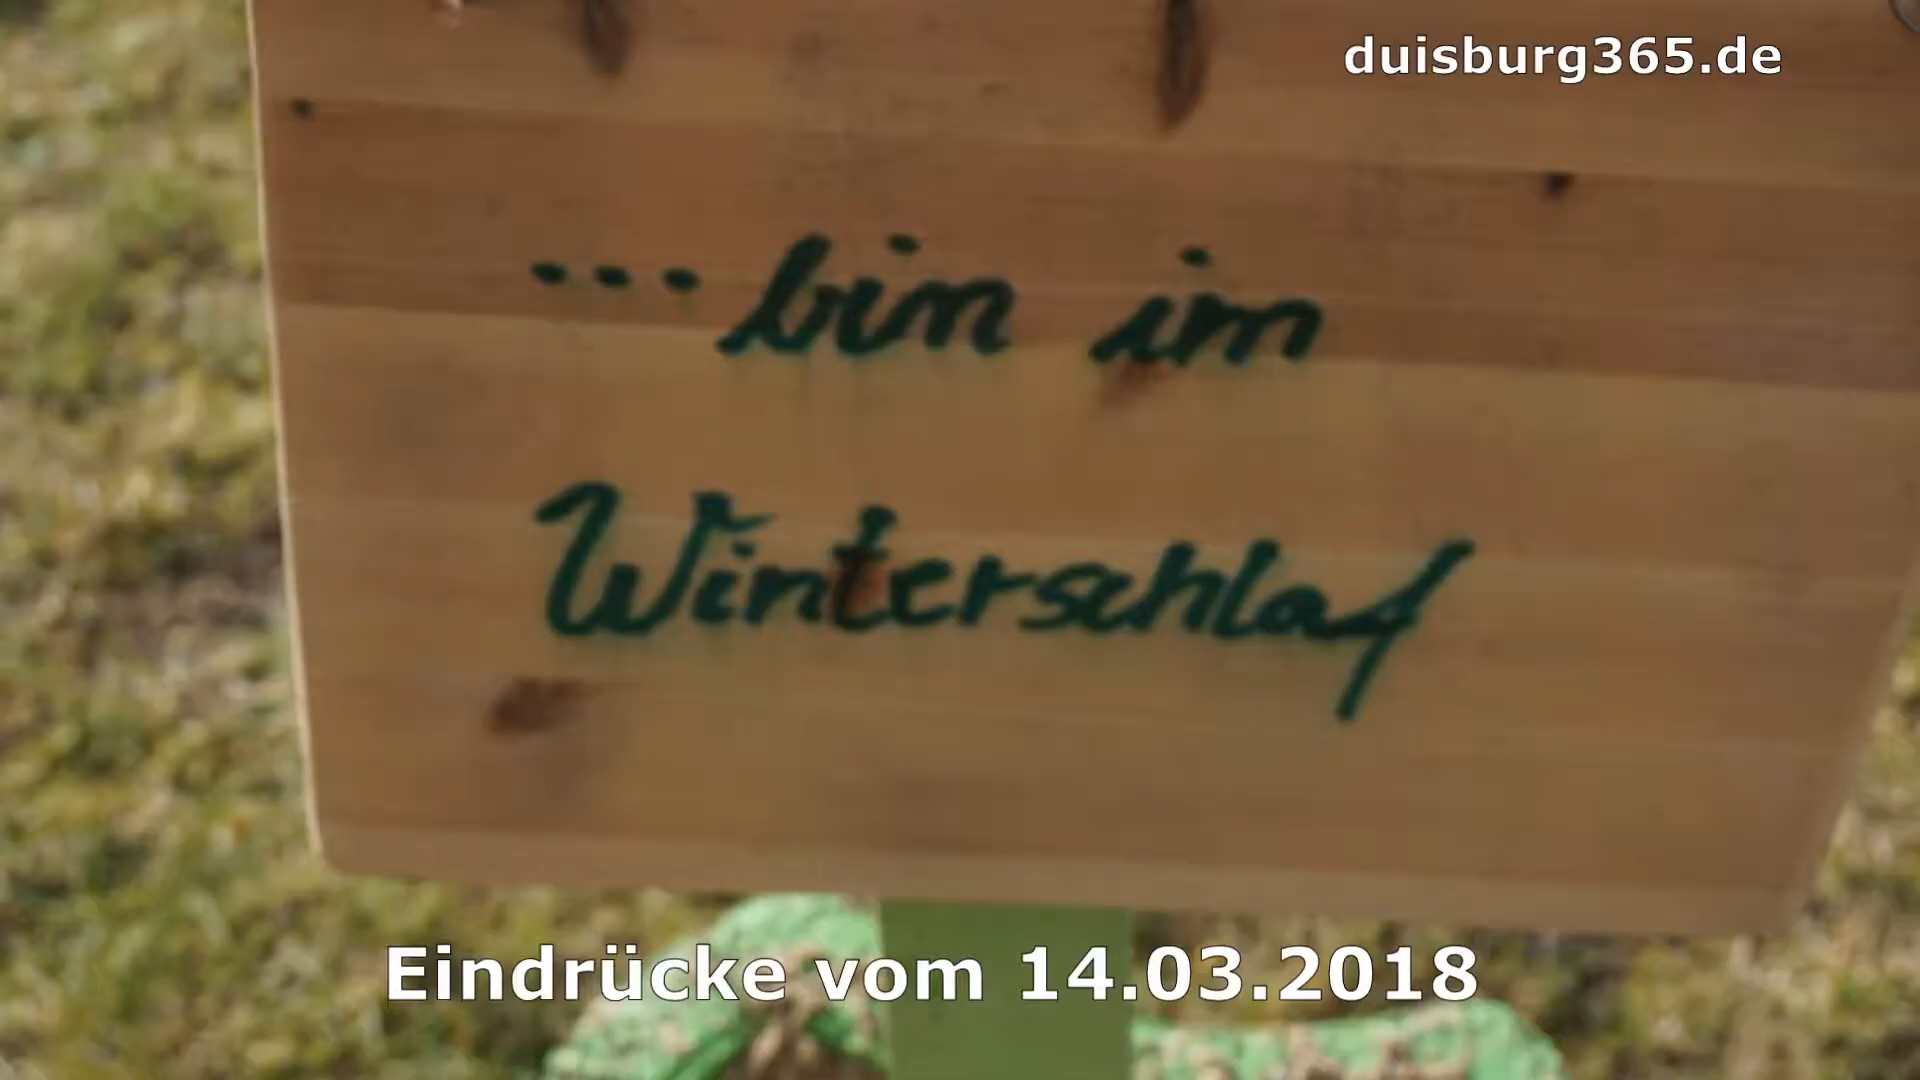 duisburg365.de
...bin im
Winterschlaf
Eindrücke vom 14.03.2018